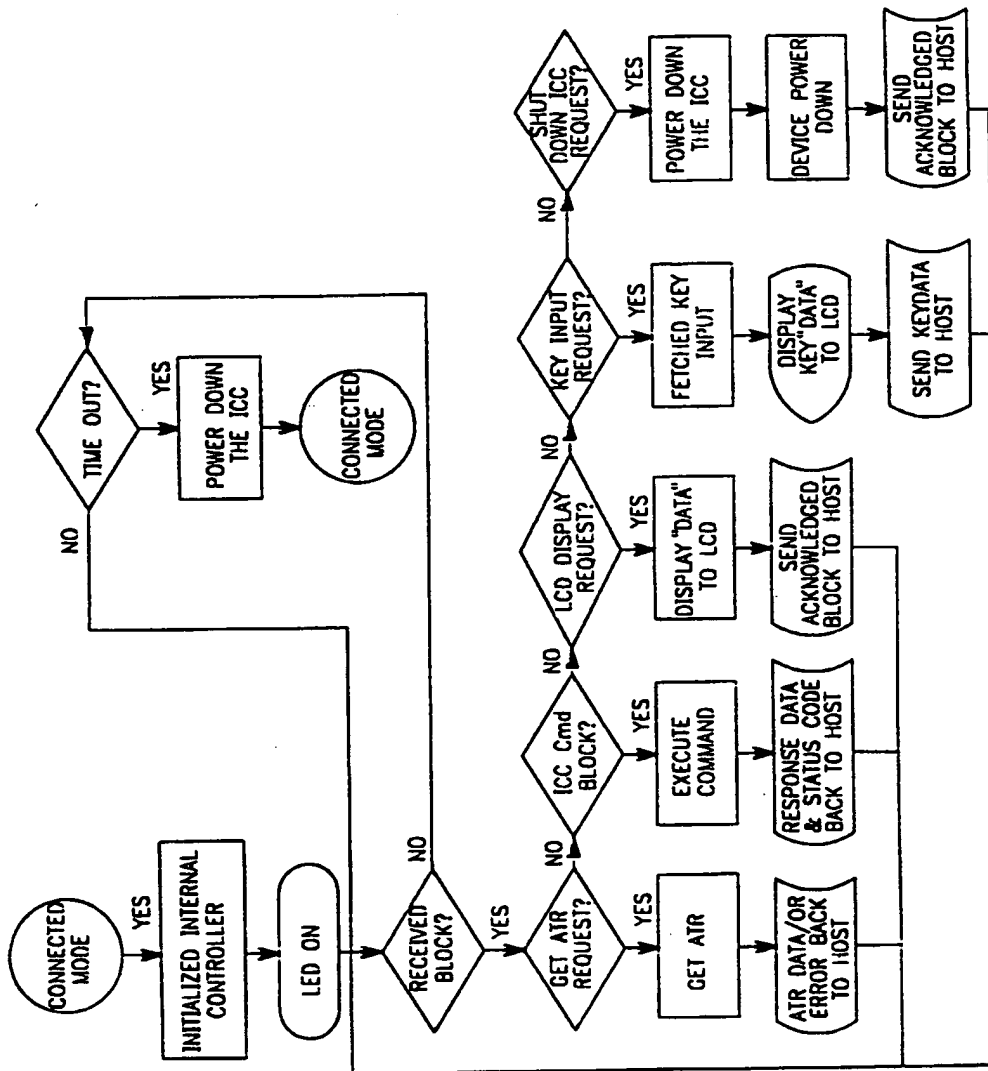 CONNECTED
MODE
YES
INITIALIZED INTERNAL
CONTROLLER
LED ON
RECEIVED
BLOCK?
NO
YES
TIME OUT?
NO
YES
POWER DOWN
THE ICC
CONNECTED
MODE
GET ATR
REQUEST?
NO
YES
GET ATR
ATR DATA/OR
ERROR BACK
TO HOST
ICC Cmd
BLOCK?
NO
YES
EXECUTE
COMMAND
RESPONSE DATA
& STATUS CODE
BACK TO HOST
LCD DISPLAY
REQUEST?
NO
YES
DISPLAY "DATA"
TO LCD
SEND
ACKNOWLEDGED
BLOCK TO HOST
KEY INPUT
REQUEST?
NO
YES
FETCHED KEY
INPUT
DISPLAY
KEY"DATA"
TO LCD
SEND KEYDATA
TO HOST
SHUT
DOWN ICC
REQUEST?
YES
POWER DOWN
THE ICC
DEVICE POWER
DOWN
SEND
ACKNOWLEDGED
BLOCK TO HOST